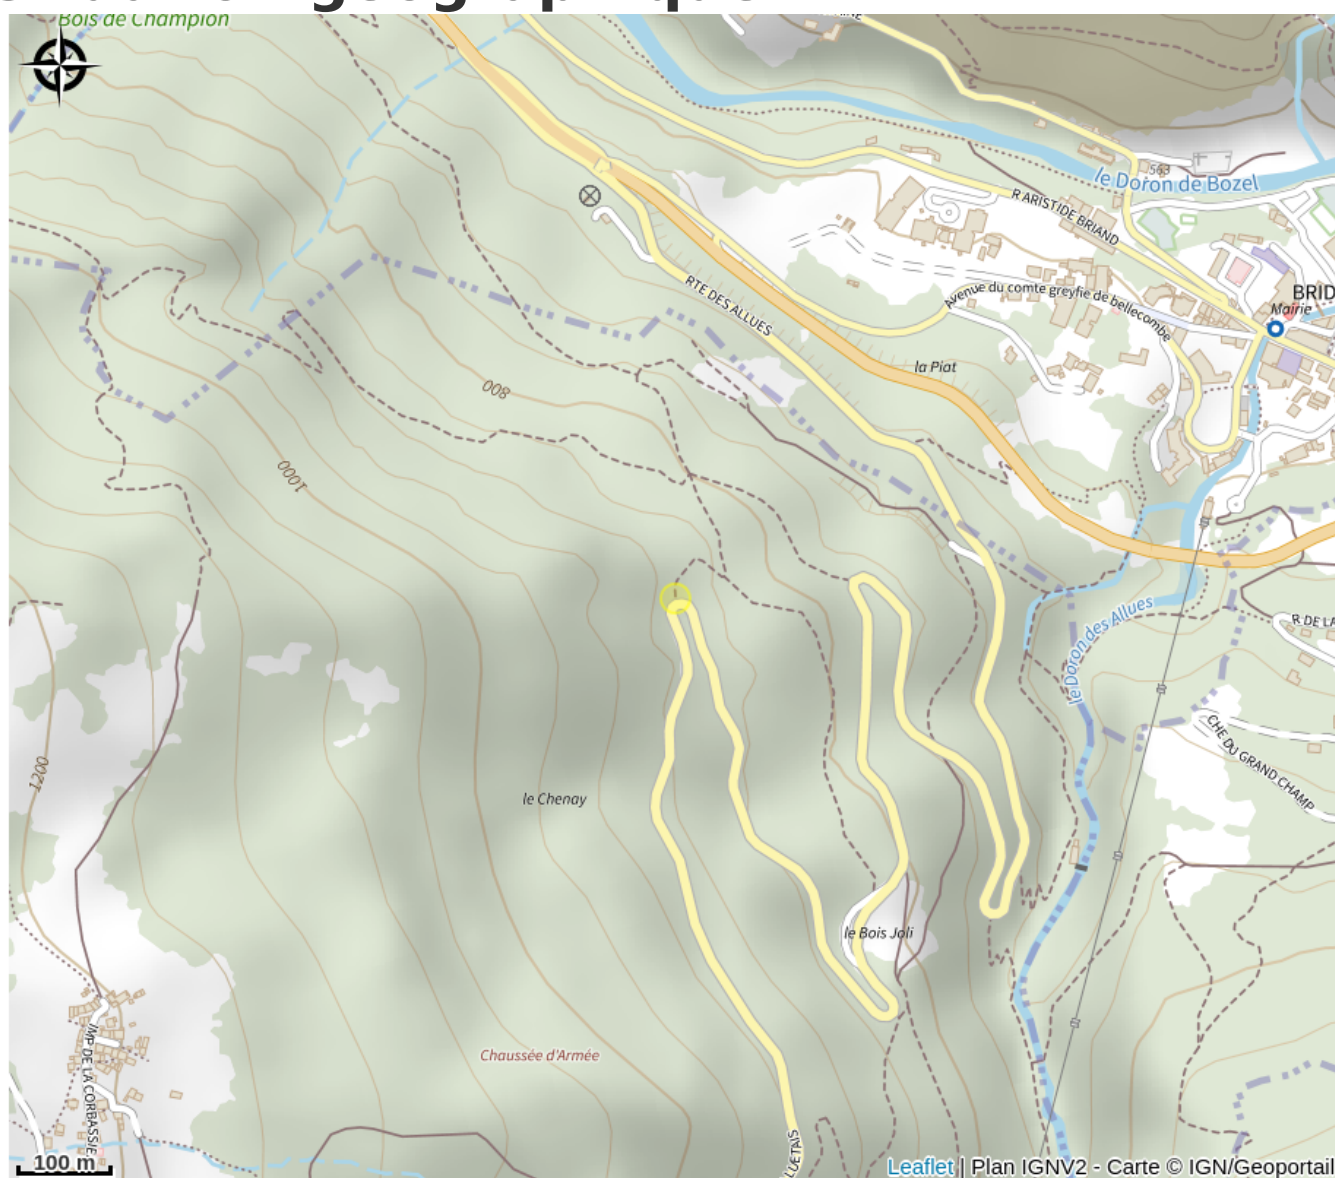 Bois de Champion
le Doron de Bozel
563
R ARISTIDE BRIAND
BRID
Mairie
Avenue du comte greyfie de bellecombe
RTE DES ALLUES
la Piat
800
1000
le Doron des Allues
R DE LA
CHE DU GRAND CHAMP
1200
le Chenay
le Bois Joli
Chaussée d'Armée
IMP DE LA CORBASSIE
100 m
Leaflet | Plan IGNV2 - Carte © IGN/Geoportail